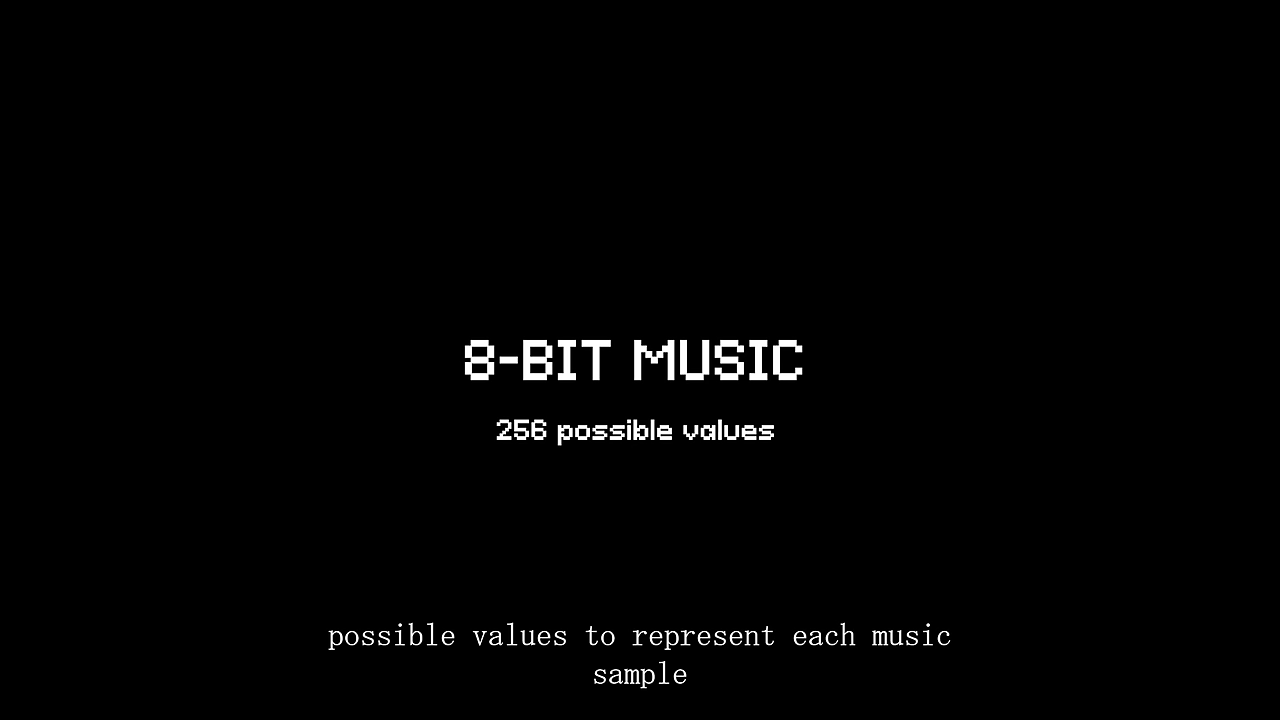 8-BIT MUSIC
256 possible values
possible values to represent each music
sample